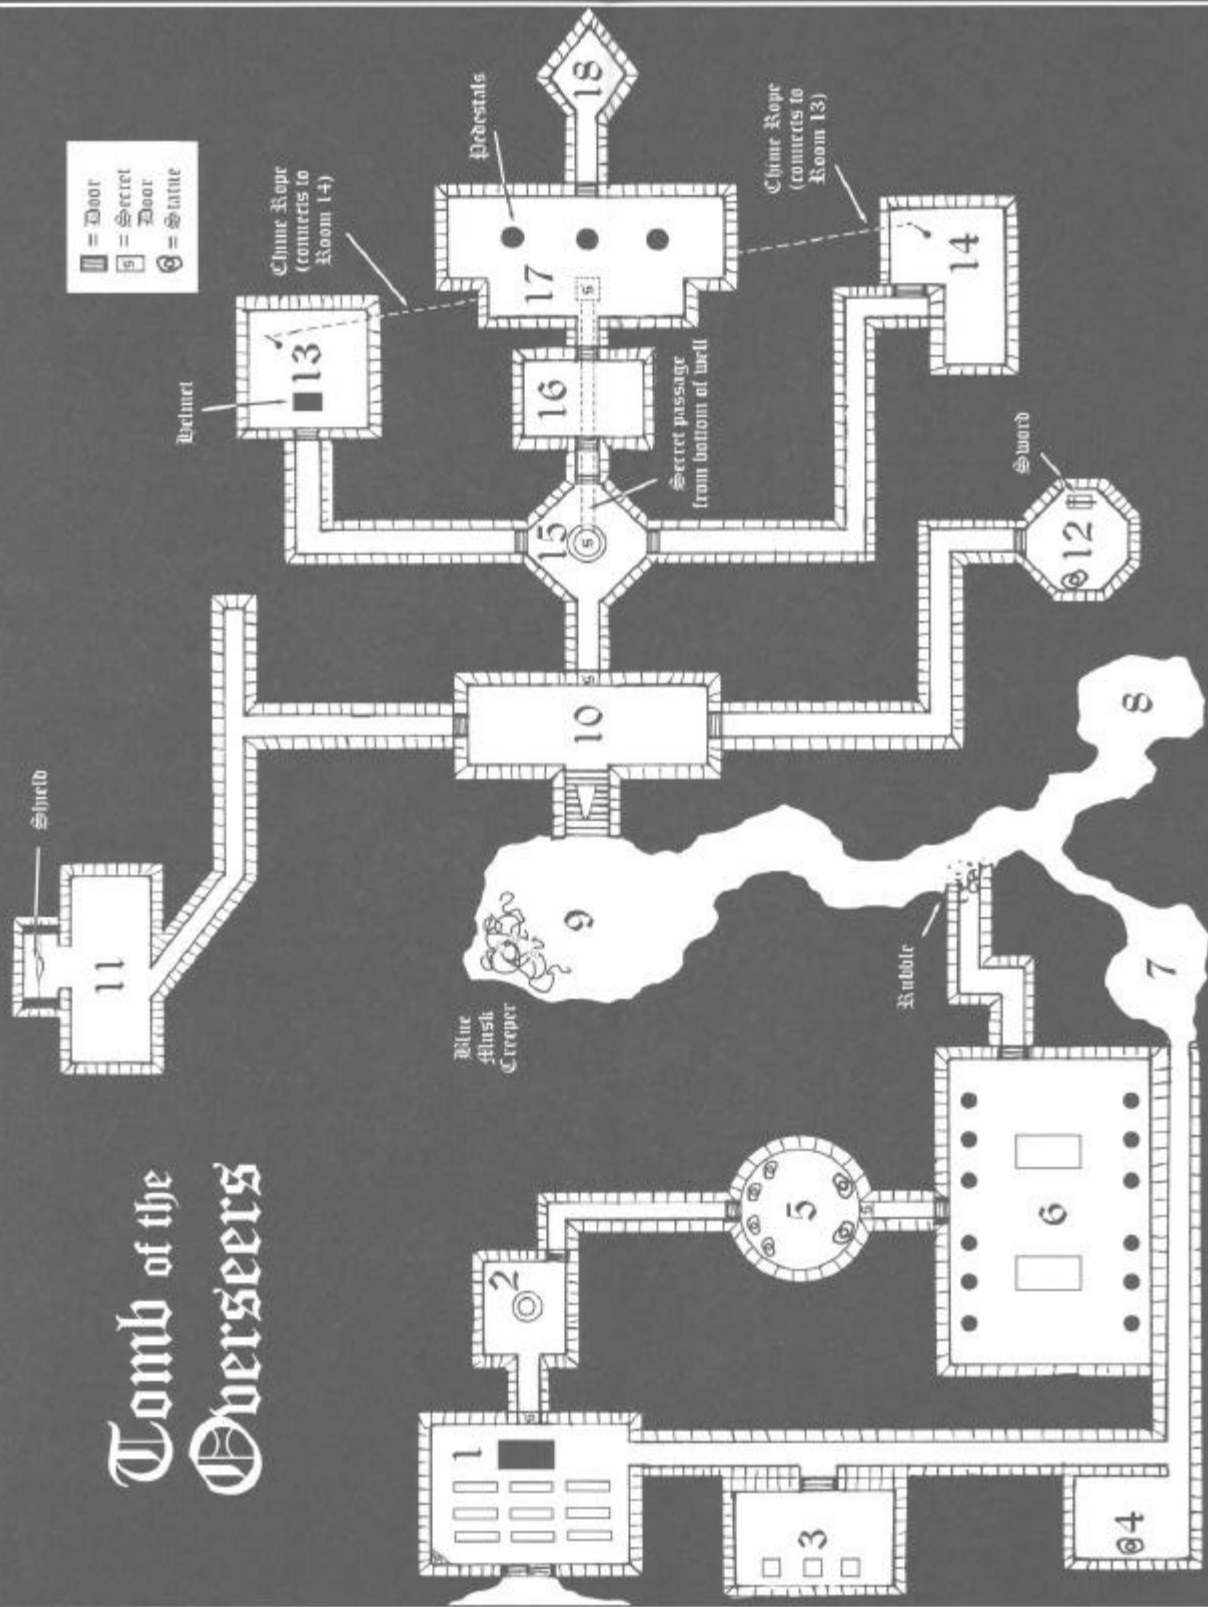 Tomb of the
Overseers
= Door
= Secret
Door
= Statue
S
Shield
Helmet
Chime Rope
(connects to
Room 14)
Pedestals
Chime Rope
(connects to
Room 13)
Secret passage
from bottom of well
Sword
Blue
Musk
Creeper
Rubble
1
2
3
4
5
6
7
8
9
10
11
12
13
14
15
16
17
18
S
S
S
S
S